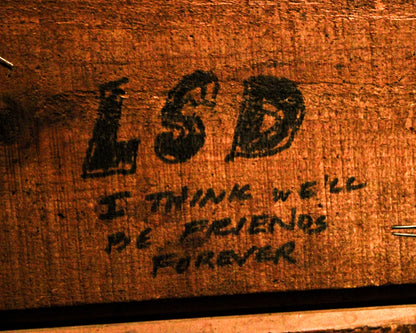 LSD
I THINK WE'LL
BE FRIENDS
FOREVER